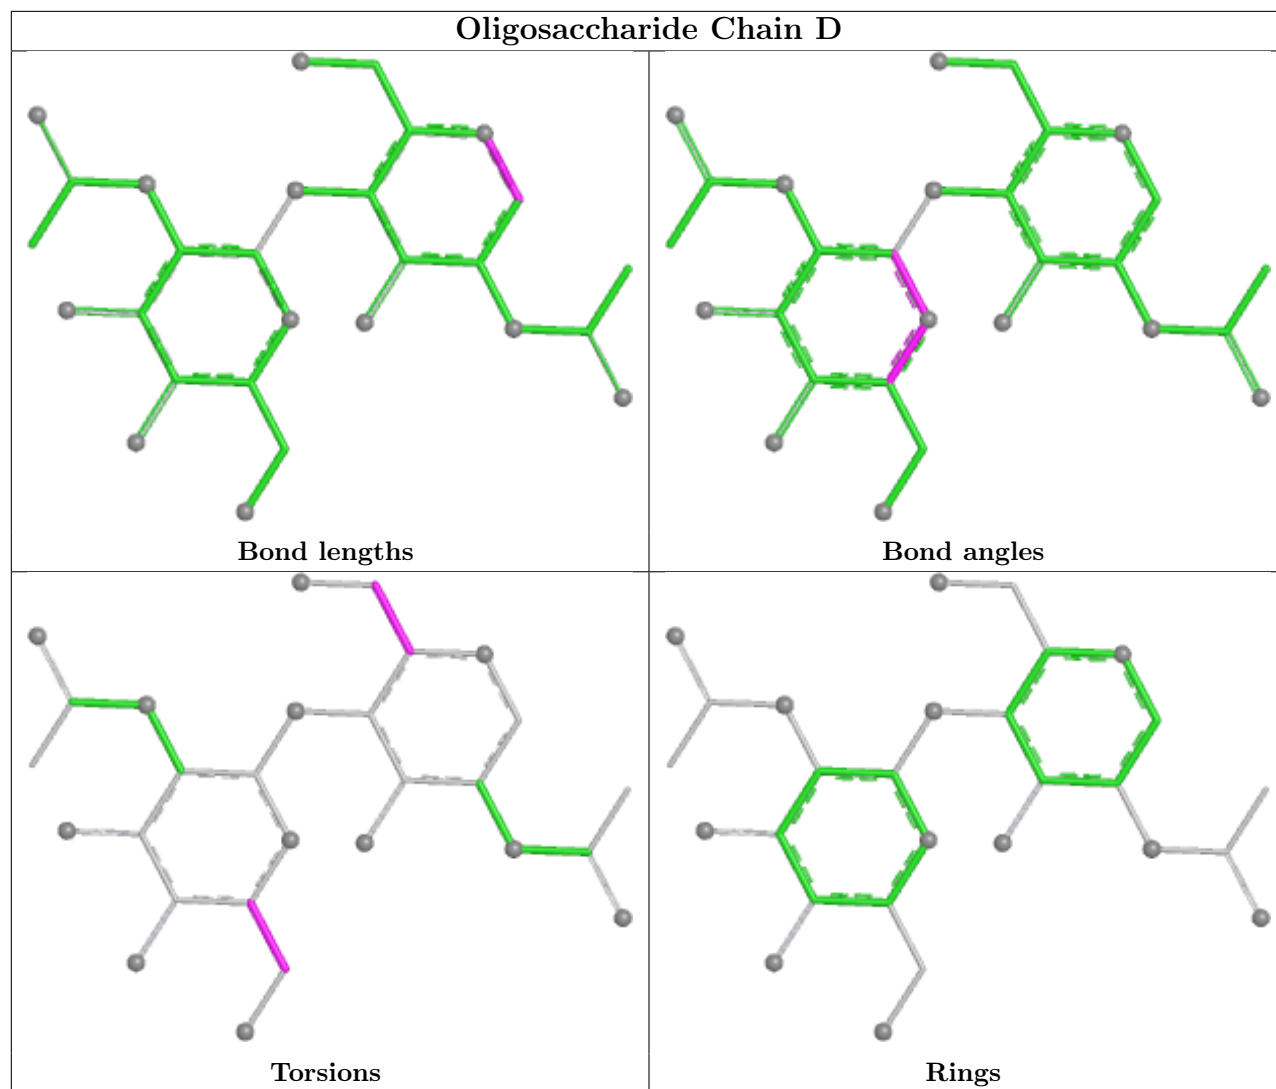 Oligosaccharide Chain D
Bond lengths
Bond angles
Torsions
Rings